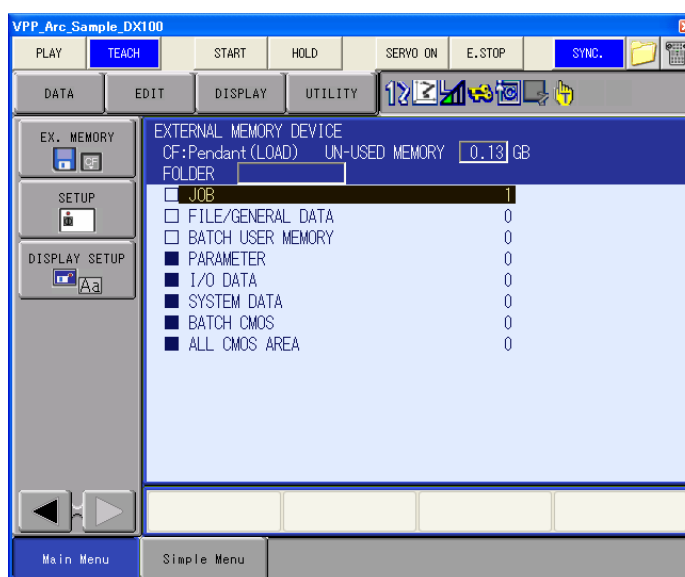 VPP_Arc_Sample_DX100
PLAY TEACH START HOLD SERVO ON E.STOP SYNC.
DATA EDIT DISPLAY UTILITY
EX. MEMORY
CF
SETUP
DISPLAY SETUP
Aa
EXTERNAL MEMORY DEVICE
CF:Pendant(LOAD) UN-USED MEMORY 0.13 GB
FOLDER
JOB 1
FILE/GENERAL DATA 0
BATCH USER MEMORY 0
PARAMETER 0
I/O DATA 0
SYSTEM DATA 0
BATCH CMOS 0
ALL CMOS AREA 0
Main Menu Simple Menu